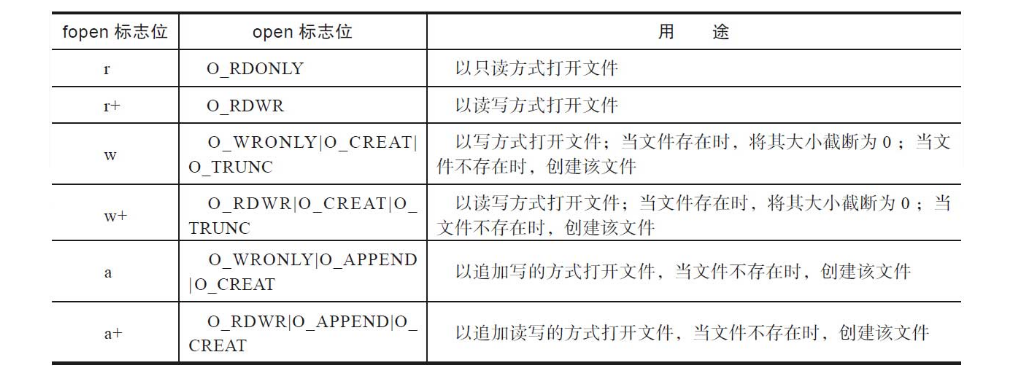 fopen 标志位 open 标志位 用 途
r O_RDONLY 以只读方式打开文件
r+ O_RDWR 以读写方式打开文件
w O_WRONLY|O_CREAT|
O_TRUNC 以写方式打开文件；当文件存在时，将其大小截断为 0；当文
件不存在时，创建该文件
w+ O_RDWR|O_CREAT|O_
TRUNC 以读写方式打开文件；当文件存在时，将其大小截断为 0；当
文件不存在时，创建该文件
a O_WRONLY|O_APPEND
|O_CREAT 以追加写的方式打开文件，当文件不存在时，创建该文件
a+ O_RDWR|O_APPEND|O_
CREAT 以追加读写的方式打开文件，当文件不存在时，创建该文件